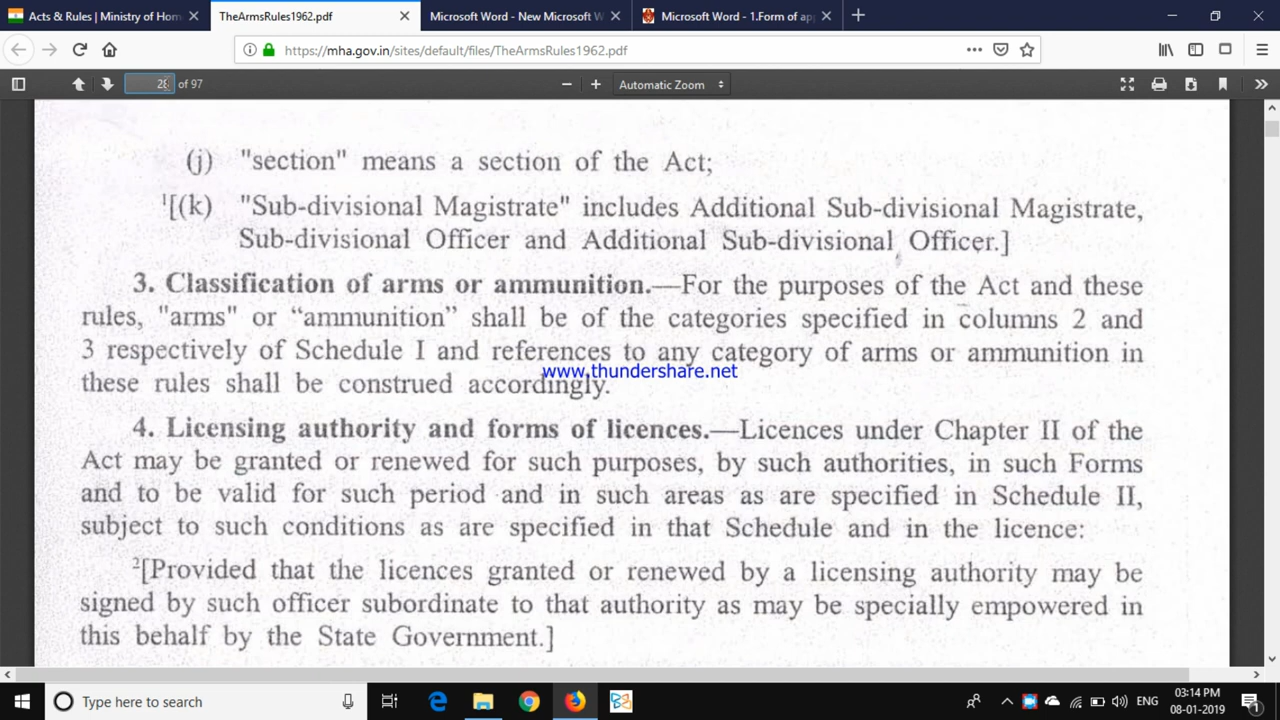 Acts & Rules | Ministry of Hom
TheArmsRules1962.pdf
Microsoft Word - New Microsoft W
Microsoft Word - 1.Form of ap
https://mha.gov.in/sites/default/files/TheArmsRules1962.pdf
28 of 97
Automatic Zoom
(j) "section" means a section of the Act;
1[(k) "Sub-divisional Magistrate" includes Additional Sub-divisional Magistrate,
Sub-divisional Officer and Additional Sub-divisional Officer.]
3. Classification of arms or ammunition.—For the purposes of the Act and these
rules, "arms" or “ammunition” shall be of the categories specified in columns 2 and
3 respectively of Schedule I and references to any category of arms or ammunition in
www.thundershare.net
these rules shall be construed accordingly.
4. Licensing authority and forms of licences.—Licences under Chapter II of the
Act may be granted or renewed for such purposes, by such authorities, in such Forms
and to be valid for such period and in such areas as are specified in Schedule II,
subject to such conditions as are specified in that Schedule and in the licence:
2[Provided that the licences granted or renewed by a licensing authority may be
signed by such officer subordinate to that authority as may be specially empowered in
this behalf by the State Government.]
Type here to search
ENG
03:14 PM
08-01-2019
1